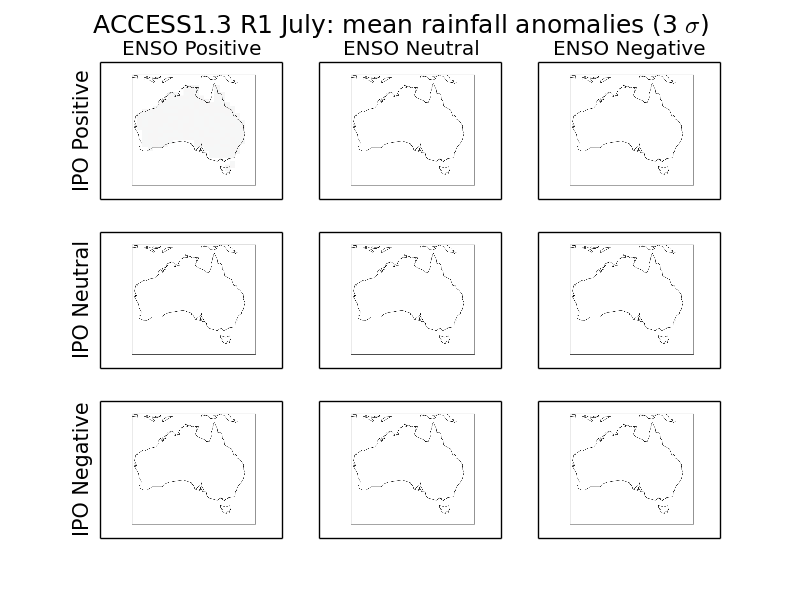 ACCESS1.3 R1 July: mean rainfall anomalies (3 σ)
ENSO Positive
ENSO Neutral
ENSO Negative
IPO Positive
IPO Neutral
IPO Negative